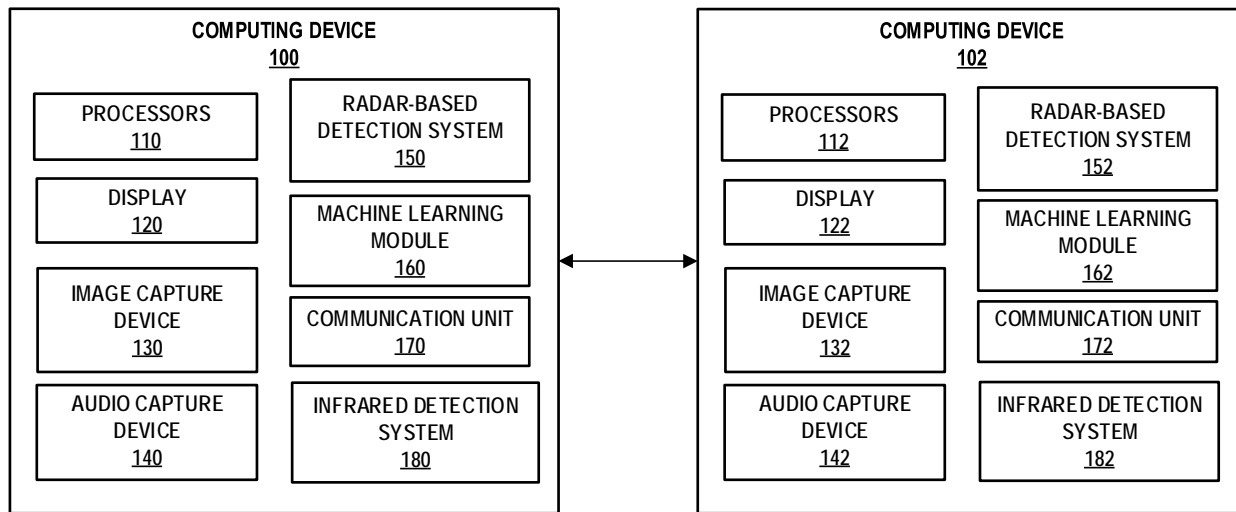 COMPUTING DEVICE
100
PROCESSORS
110
DISPLAY
120
IMAGE CAPTURE
DEVICE
130
AUDIO CAPTURE
DEVICE
140
RADAR-BASED
DETECTION SYSTEM
150
MACHINE LEARNING
MODULE
160
COMMUNICATION UNIT
170
INFRARED DETECTION
SYSTEM
180
COMPUTING DEVICE
102
PROCESSORS
112
DISPLAY
122
IMAGE CAPTURE
DEVICE
132
AUDIO CAPTURE
DEVICE
142
RADAR-BASED
DETECTION SYSTEM
152
MACHINE LEARNING
MODULE
162
COMMUNICATION UNIT
172
INFRARED DETECTION
SYSTEM
182